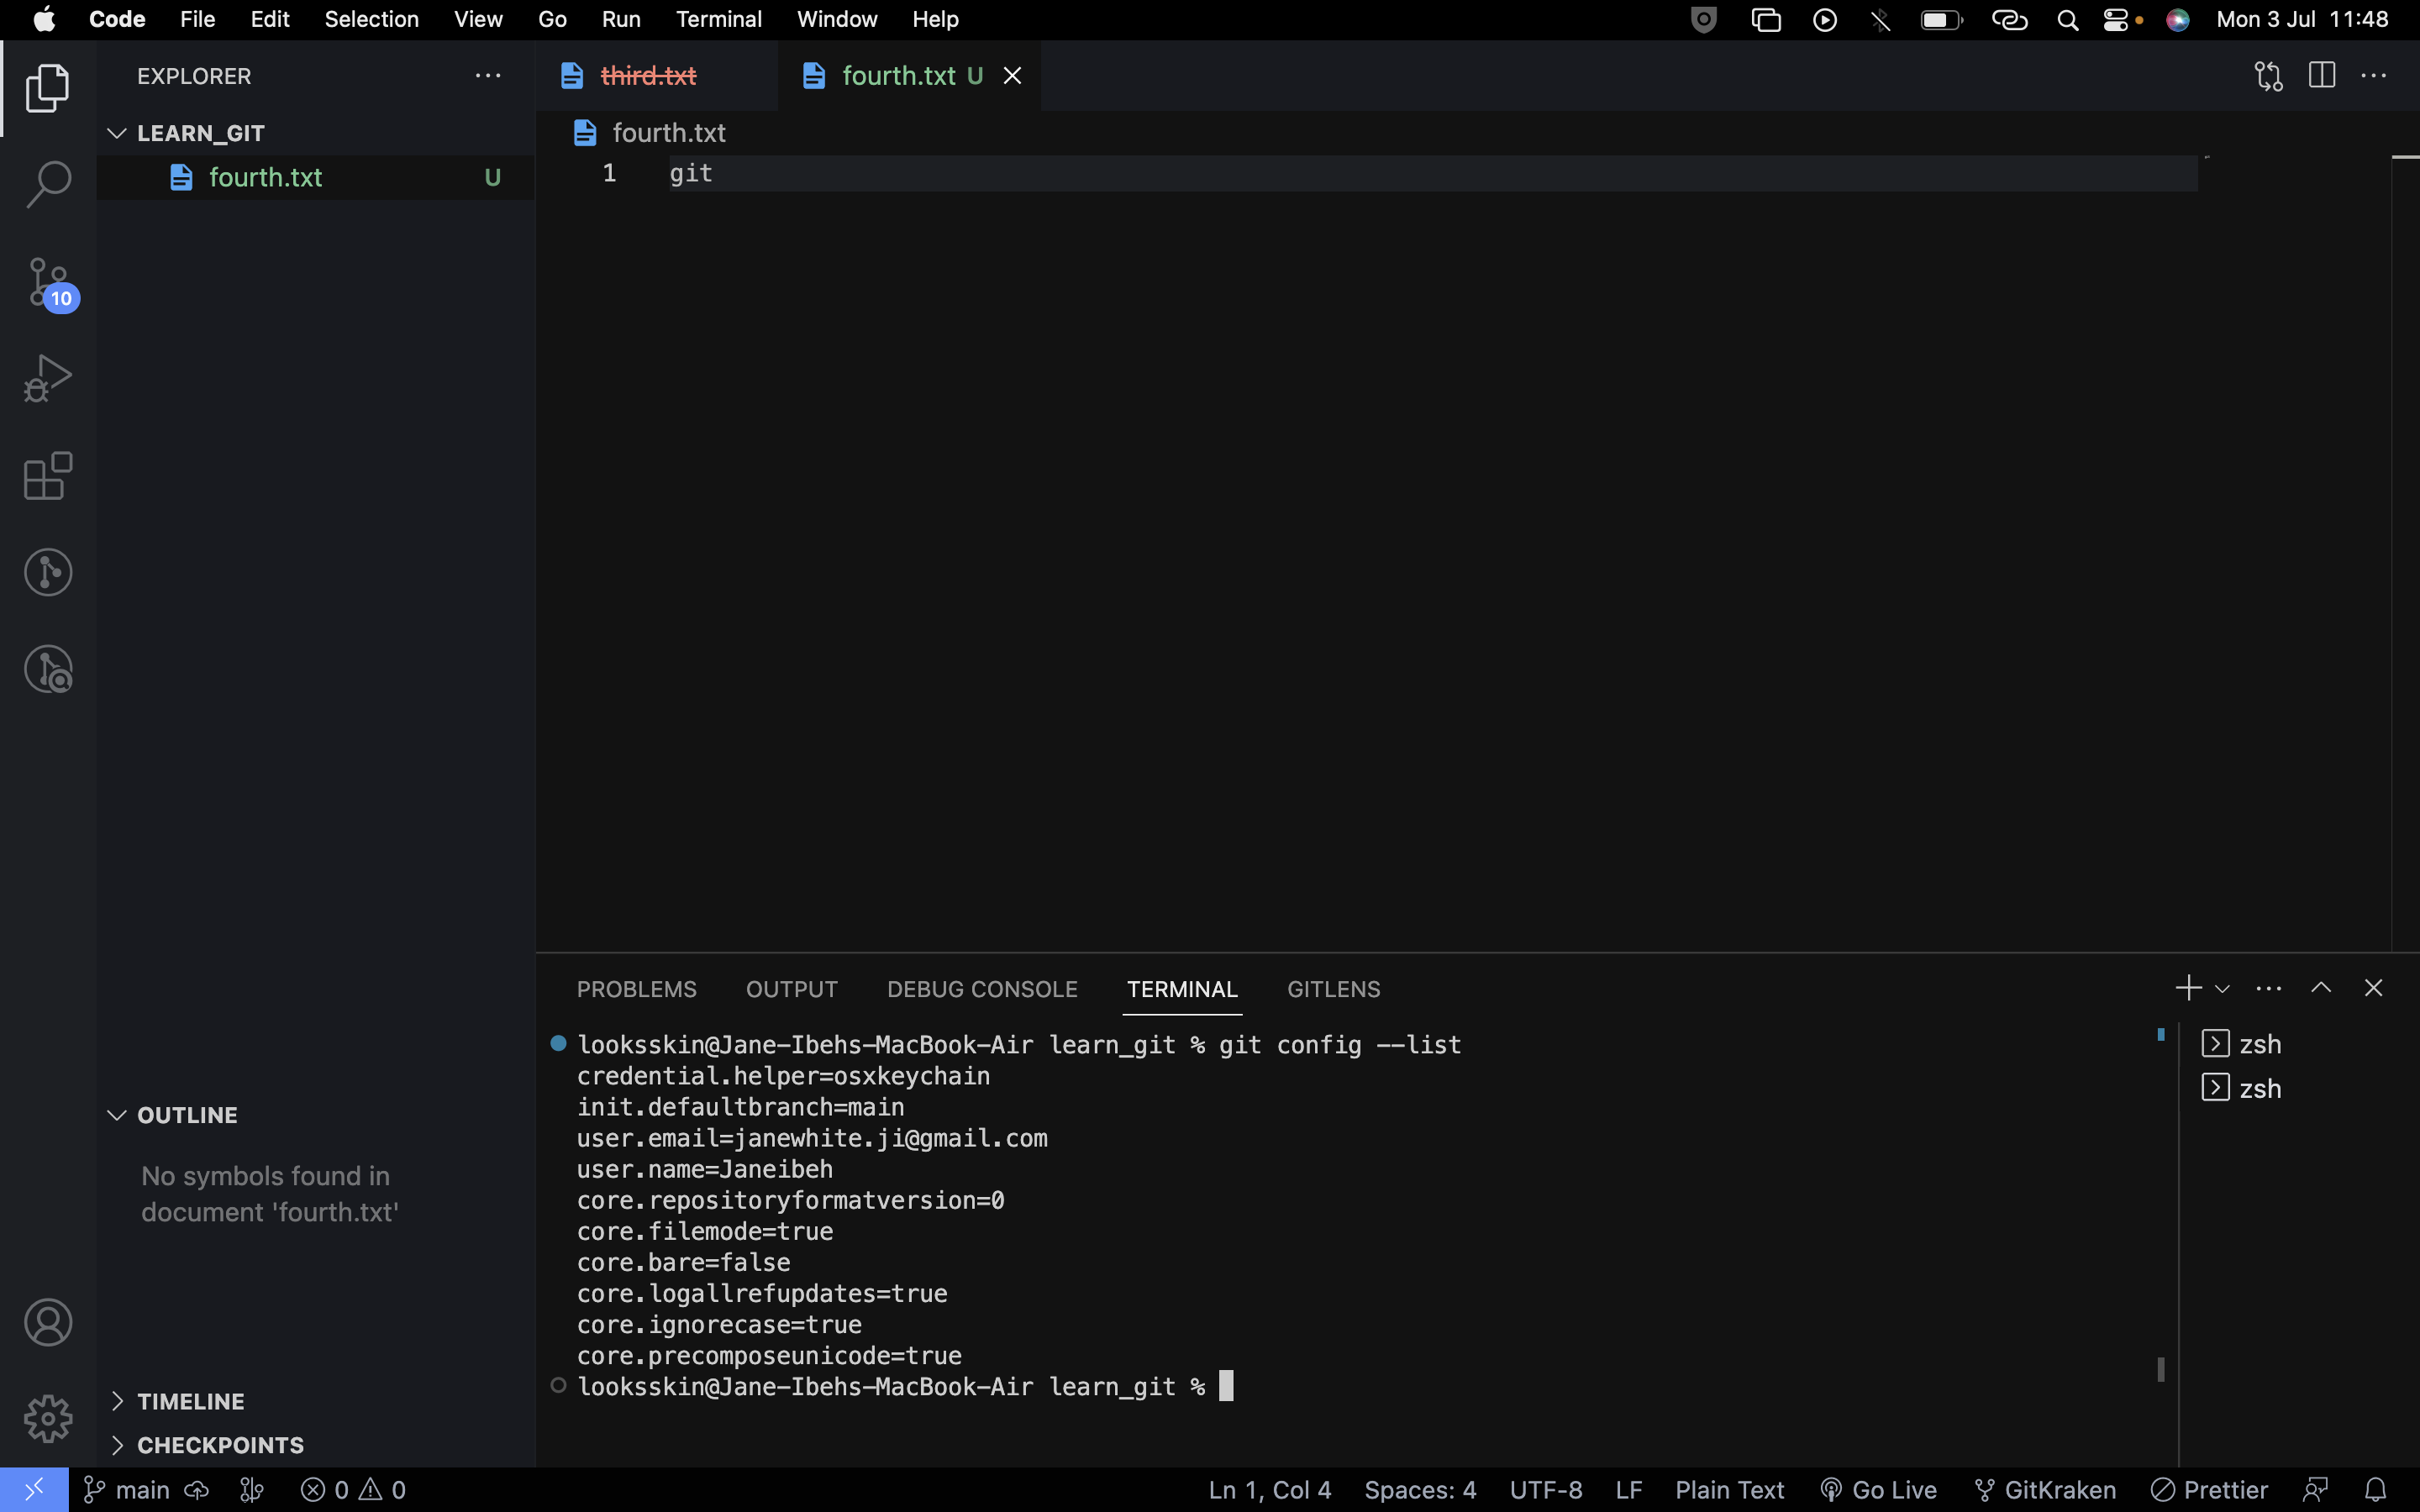 Code File Edit Selection View Go Run Terminal Window Help Mon 3 Jul 11:48
EXPLORER
LEARN_GIT
fourth.txt U
10
third.txt
fourth.txt U
fourth.txt
1 git
PROBLEMS OUTPUT DEBUG CONSOLE TERMINAL GITLENS
looksskin@Jane-Ibehs-MacBook-Air learn_git % git config --list
credential.helper=osxkeychain
init.defaultbranch=main
user.email=janewhite.ji@gmail.com
user.name=Janeibeh
core.repositoryformatversion=0
core.filemode=true
core.bare=false
core.logallrefupdates=true
core.ignorecase=true
core.precomposeunicode=true
looksskin@Jane-Ibehs-MacBook-Air learn_git %
zsh
zsh
OUTLINE
No symbols found in
document 'fourth.txt'
TIMELINE
CHECKPOINTS
main 0 0 Ln 1, Col 4 Spaces: 4 UTF-8 LF Plain Text Go Live GitKraken Prettier